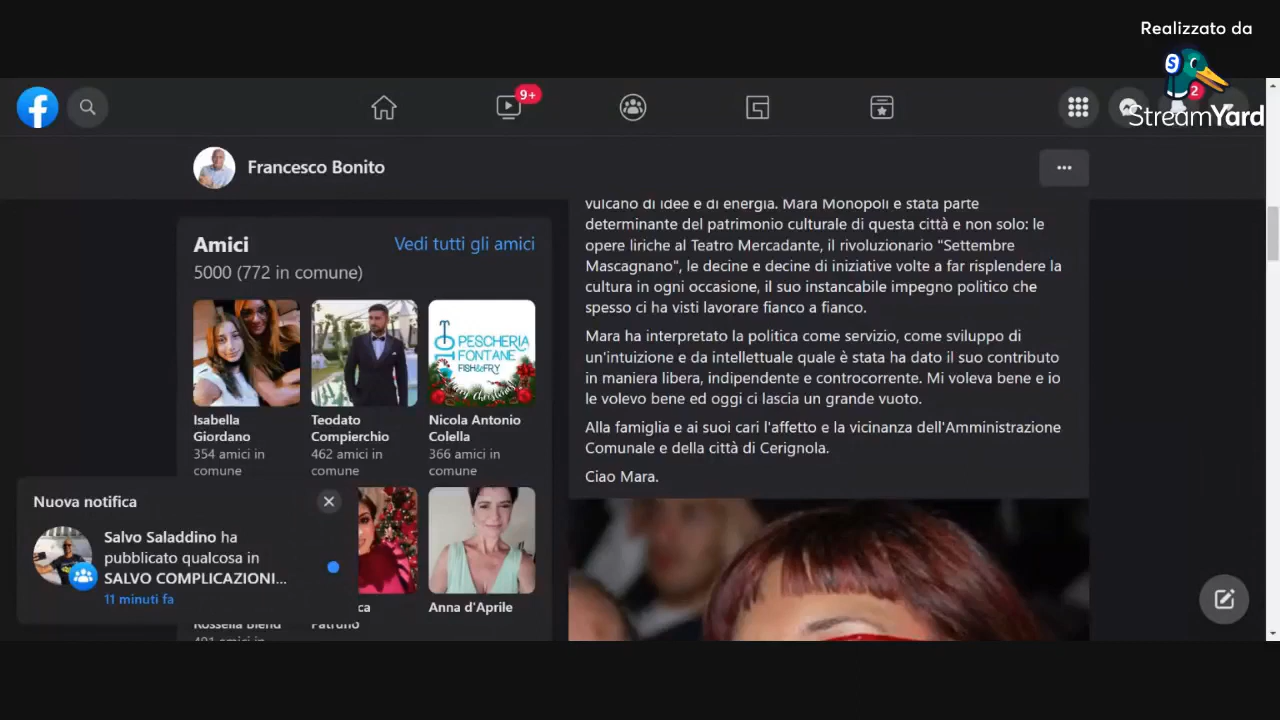 Realizzato da
S
2
StreamYard
9+
Francesco Bonito
Amici
Vedi tutti gli amici
5000 (772 in comune)
PESCHERIA
FONTANE
FISH&FRY
Merry Christmas
Isabella
Giordano
354 amici in
comune
Teodato
Compierchio
462 amici in
comune
Nicola Antonio
Colella
366 amici in
comune
Anna d'Aprile
Rossella Blend
Patruno
491 amici in
Nuova notifica
Salvo Saladdino ha
pubblicato qualcosa in
SALVO COMPLICAZIONI...
11 minuti fa
vulcano di idee e di energia. Mara Monopoli è stata parte
determinante del patrimonio culturale di questa città e non solo: le
opere liriche al Teatro Mercadante, il rivoluzionario "Settembre
Mascagnano", le decine e decine di iniziative volte a far risplendere la
cultura in ogni occasione, il suo instancabile impegno politico che
spesso ci ha visti lavorare fianco a fianco.
Mara ha interpretato la politica come servizio, come sviluppo di
un'intuizione e da intellettuale quale è stata ha dato il suo contributo
in maniera libera, indipendente e controcorrente. Mi voleva bene e io
le volevo bene ed oggi ci lascia un grande vuoto.
Alla famiglia e ai suoi cari l'affetto e la vicinanza dell'Amministrazione
Comunale e della città di Cerignola.
Ciao Mara.